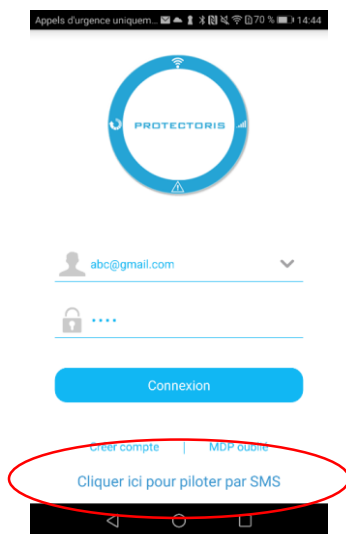 Appels d'urgence uniquem... 70 % 14:44
PROTECTORIS
abc@gmail.com
Connexion
Créer compte | MDP oublié
Cliquer ici pour piloter par SMS